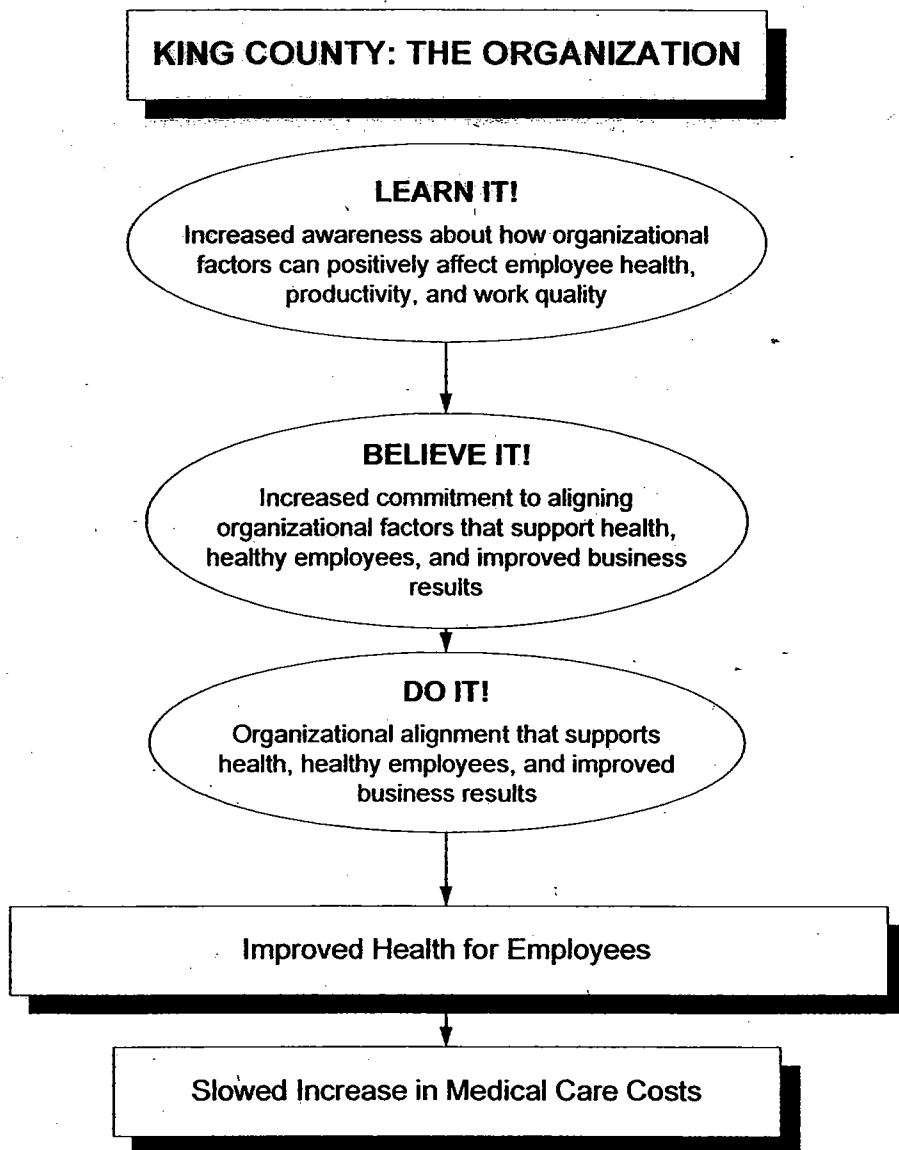 KING COUNTY: THE ORGANIZATION
LEARN IT!
Increased awareness about how organizational
factors can positively affect employee health,
productivity, and work quality
BELIEVE IT!
Increased commitment to aligning
organizational factors that support health,
healthy employees, and improved business
results
DO IT!
Organizational alignment that supports
health, healthy employees, and improved
business results
Improved Health for Employees
Slowed Increase in Medical Care Costs